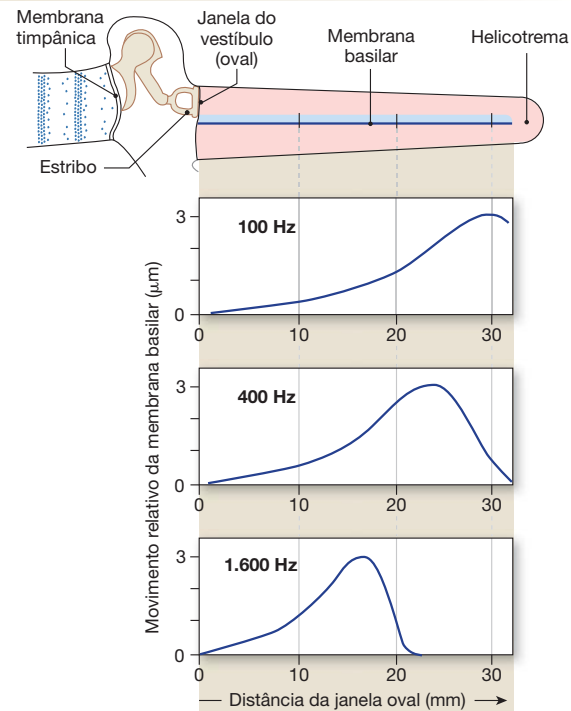 Membrana
timpânica
Janela do
vestíbulo
(oval)
Membrana
basilar
Helicotrema
Estribo
Movimento relativo da membrana basilar (μm)
100 Hz
3
0
0 10 20 30
400 Hz
3
0
0 10 20 30
1.600 Hz
3
0
0 10 20 30
Distância da janela oval (mm)